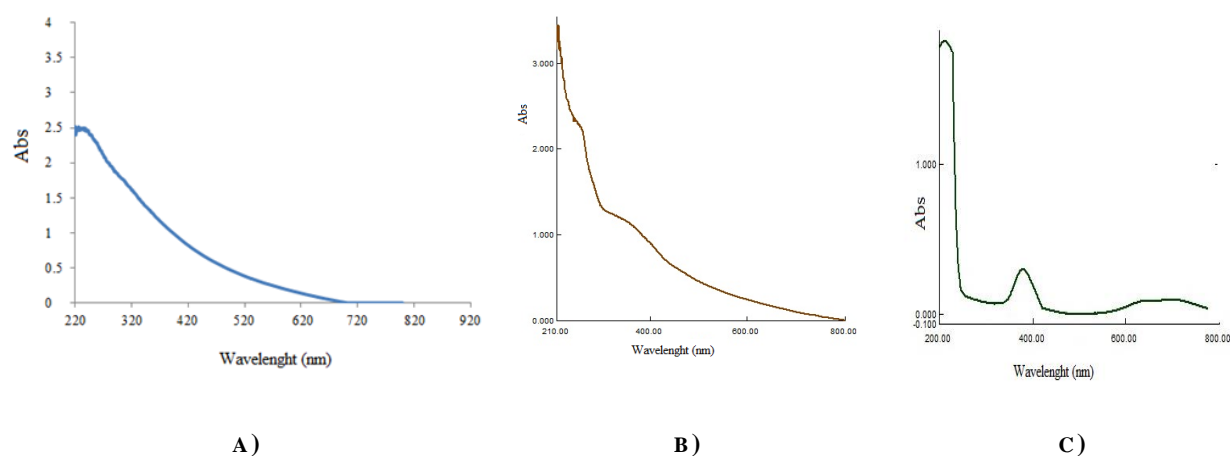 4
3.5
3
2.5
2
1.5
1
0.5
0
Abs
220 320 420 520 620 720 820 920
Wavelenght (nm)
A )
3.000
2.000
1.000
0.000
Abs
210.00 400.00 600.00 800.00
Wavelenght (nm)
B )
1.000
0.000
-0.100
Abs
200.00 400.00 600.00 800.00
Wavelenght (nm)
C )